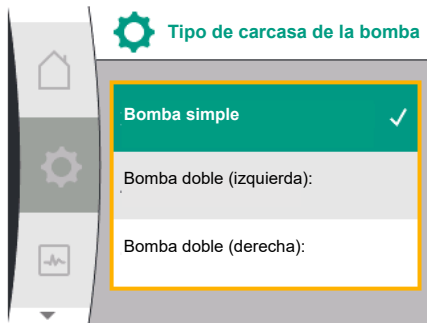 Tipo de carcasa de la bomba
Bomba simple
Bomba doble (izquierda):
Bomba doble (derecha):